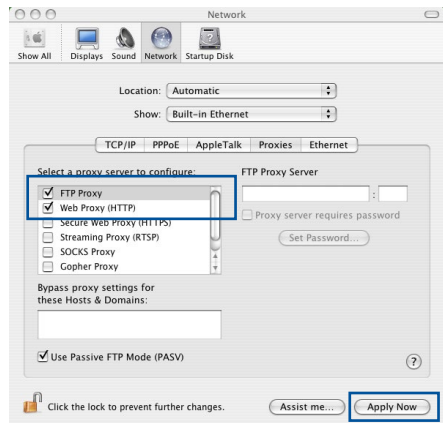 Network
Show All Displays Sound Network Startup Disk
Location: Automatic
Show: Built-in Ethernet
TCP/IP PPPoE AppleTalk Proxies Ethernet
Select a proxy server to configure: FTP Proxy Server
FTP Proxy
:
Web Proxy (HTTP)
Proxy server requires password
Secure Web Proxy (HTTPS)
Streaming Proxy (RTSP) Set Password...
SOCKS Proxy
Gopher Proxy
Bypass proxy settings for
these Hosts & Domains:
Use Passive FTP Mode (PASV)
?
Click the lock to prevent further changes. Assist me... Apply Now